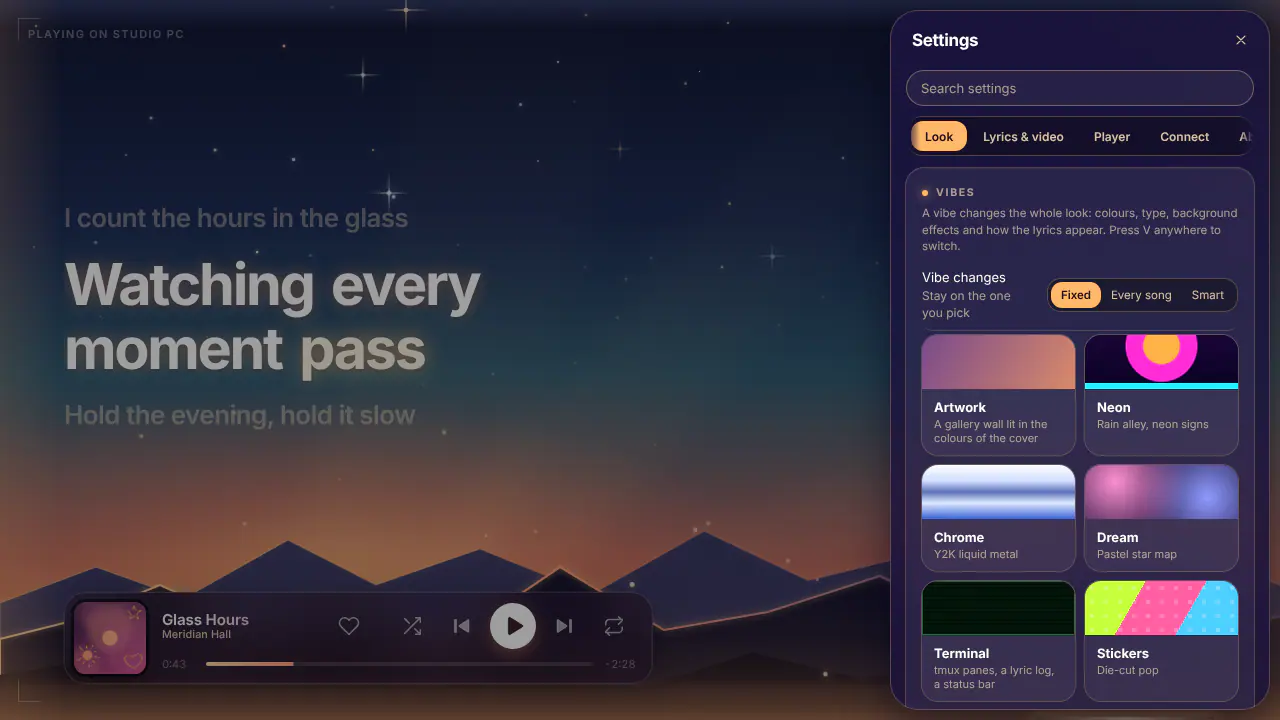 PLAYING ON STUDIO PC
I count the hours in the glass
Watching every
moment pass
Hold the evening, hold it slow
Glass Hours
Meridian Hall
0:43
-2:28
Settings
Search settings
Look
Lyrics & video
Player
Connect
VIBES
A vibe changes the whole look: colours, type, background
effects and how the lyrics appear. Press V anywhere to
switch.
Vibe changes
Stay on the one
you pick
Fixed
Every song
Smart
Artwork
A gallery wall lit in the
colours of the cover
Neon
Rain alley, neon signs
Chrome
Y2K liquid metal
Dream
Pastel star map
Terminal
tmux panes, a lyric log,
a status bar
Stickers
Die-cut pop